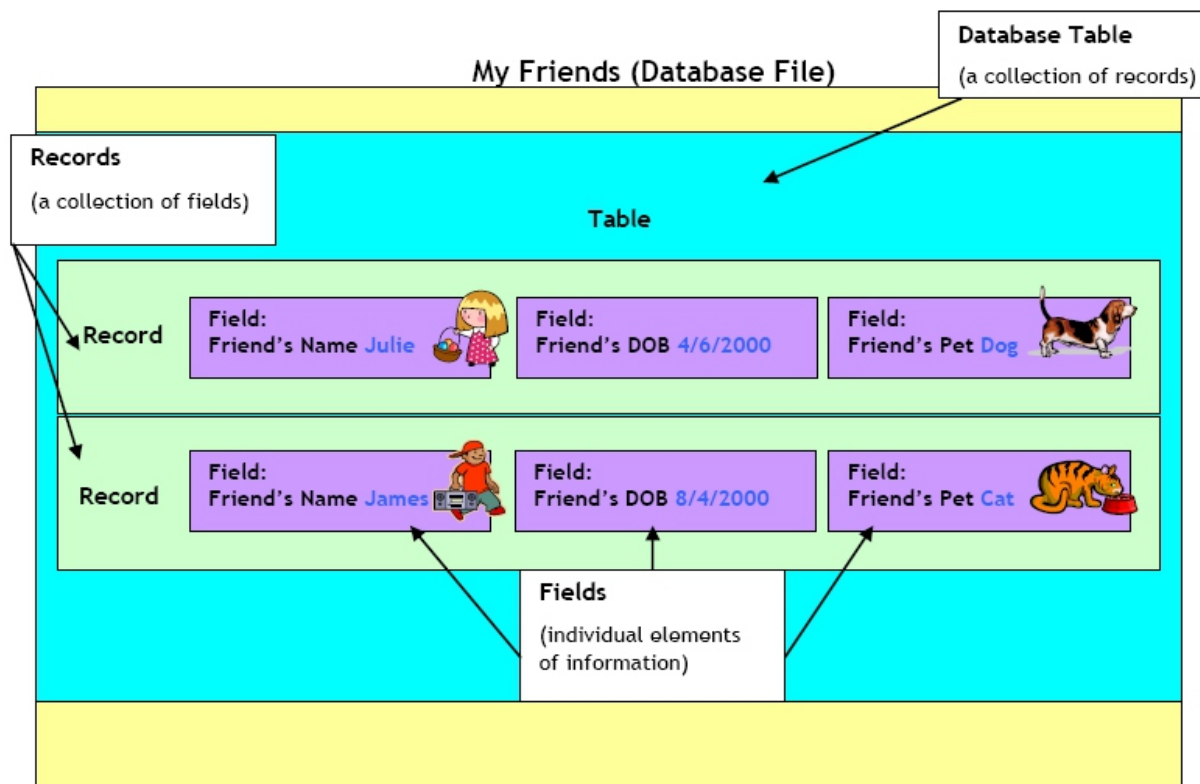 Database Table
(a collection of records)
My Friends (Database File)
Records
(a collection of fields)
Table
Record
Field:
Friend's Name Julie
Field:
Friend's DOB 4/6/2000
Field:
Friend's Pet Dog
Record
Field:
Friend's Name James
Field:
Friend's DOB 8/4/2000
Field:
Friend's Pet Cat
Fields
(individual elements
of information)